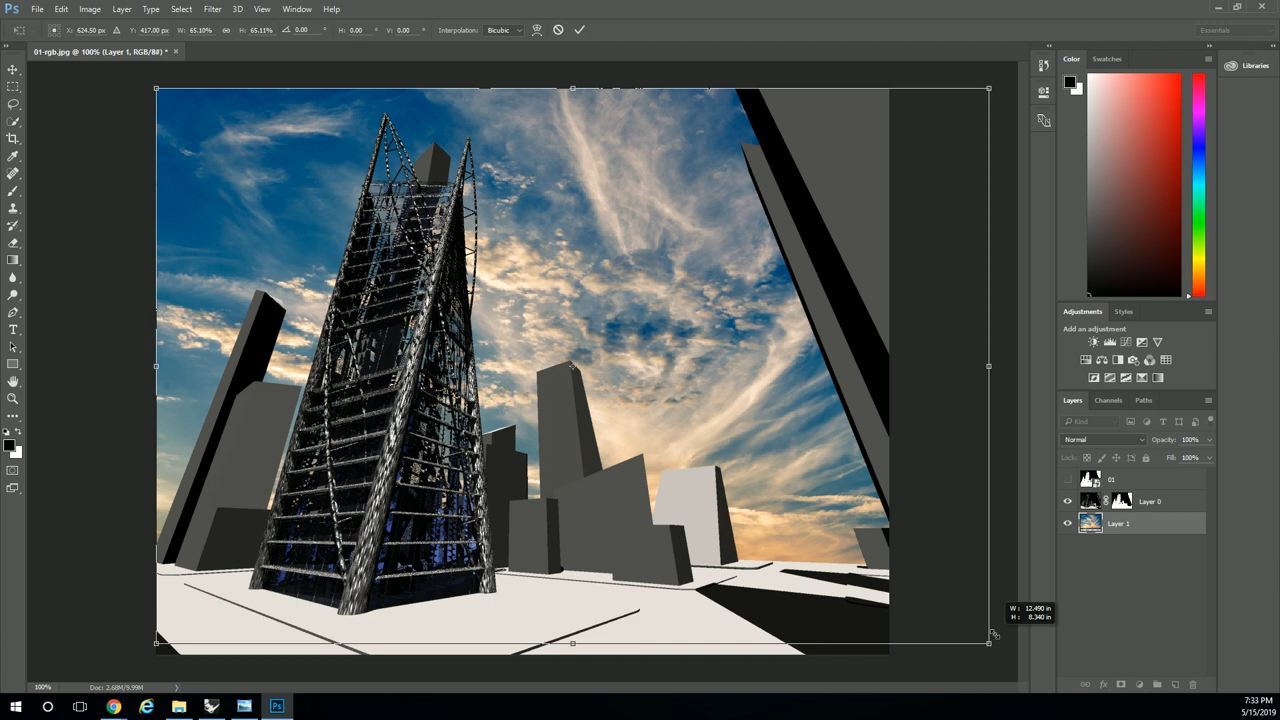 Ps File Edit Image Layer Type Select Filter 3D View Window Help
X: 624.50 px Y: 417.00 px W: 65.10% H: 65.11% 0.00 ° H: 0.00 ° V: 0.00 ° Interpolation: Bicubic Essentials
01-rgb.jpg @ 100% (Layer 1, RGB/8#) * ×
Color Swatches
Libraries
Adjustments Styles
Add an adjustment
Layers Channels Paths
Kind
Normal Opacity: 100%
Lock: Fill: 100%
01
Layer 0
Layer 1
W : 12.490 in
H : 8.340 in
100% Doc: 2.68M/9.99M
Ps
7:33 PM
5/15/2019